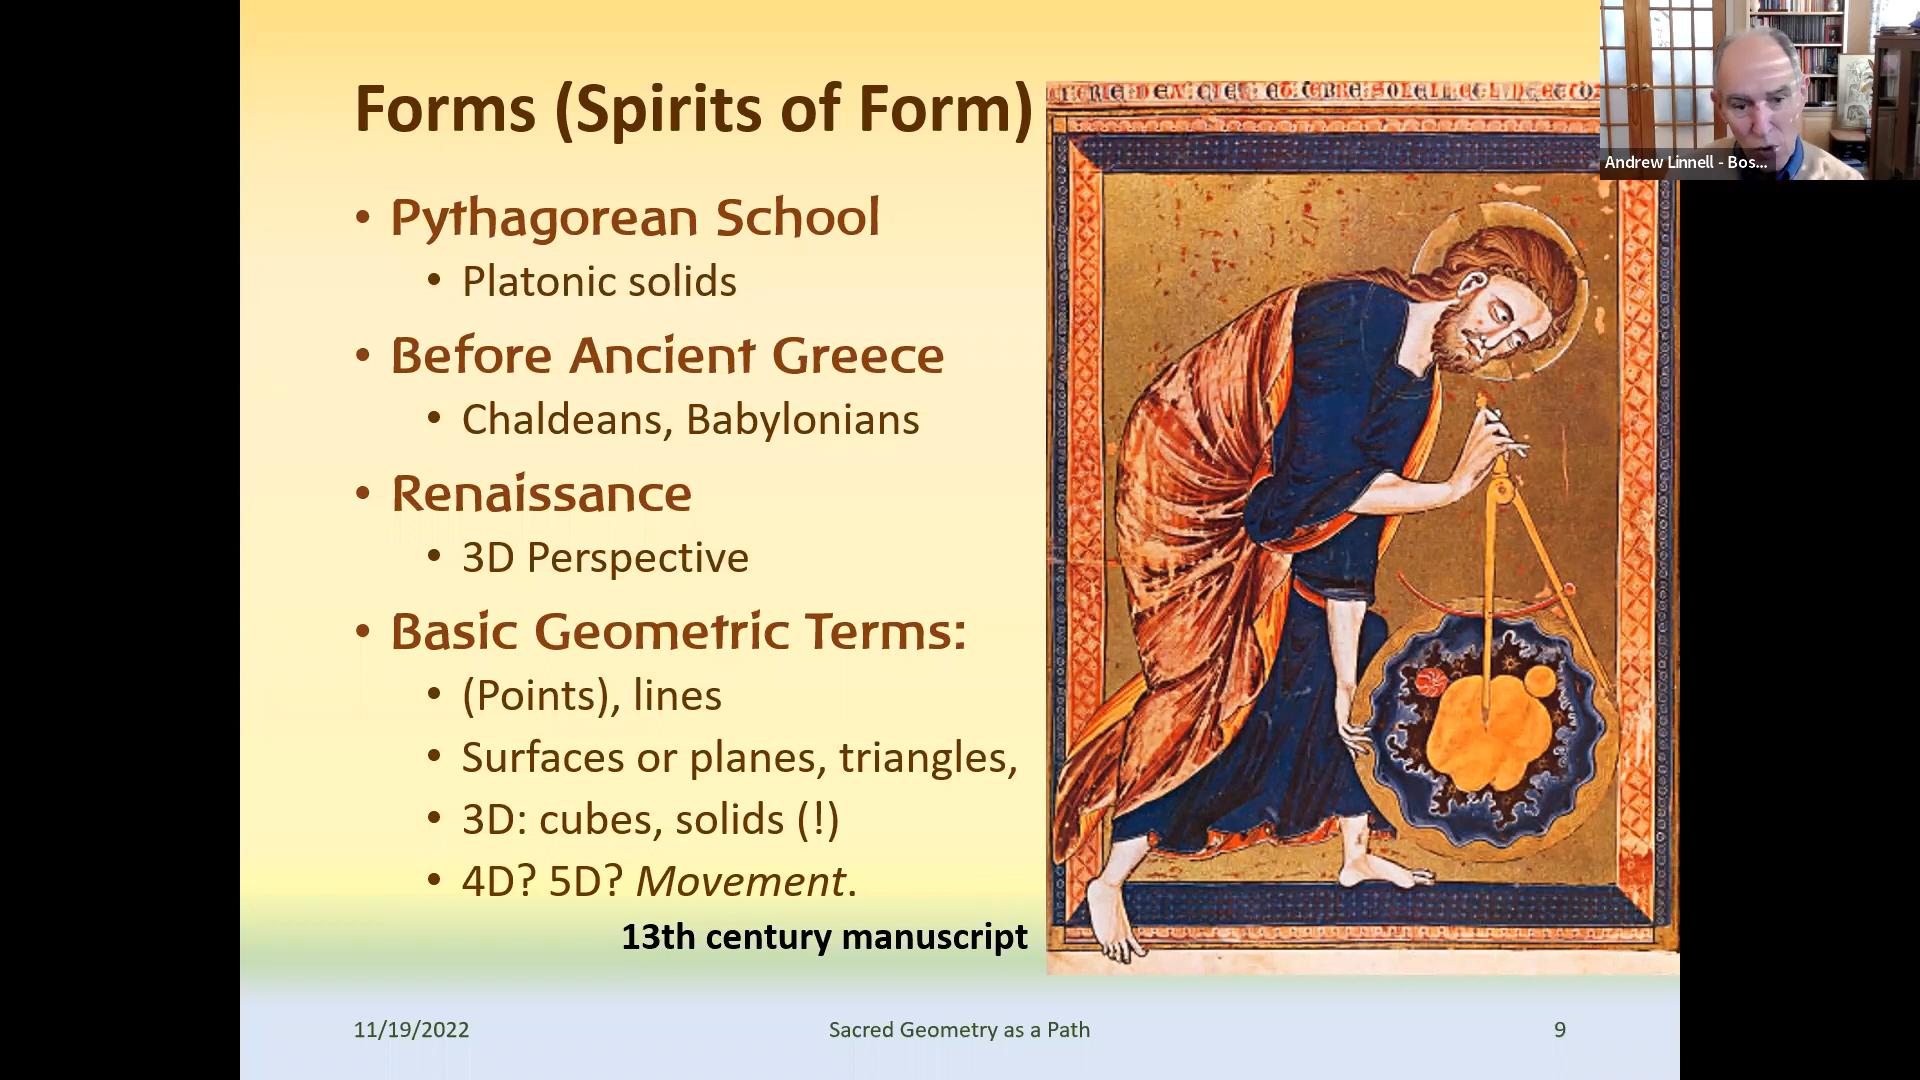 Forms (Spirits of Form)
• Pythagorean School
• Platonic solids
• Before Ancient Greece
• Chaldeans, Babylonians
• Renaissance
• 3D Perspective
• Basic Geometric Terms:
• (Points), lines
• Surfaces or planes, triangles,
• 3D: cubes, solids (!)
• 4D? 5D? Movement.
13th century manuscript
11/19/2022
Sacred Geometry as a Path
9
Andrew Linnell - Bos...